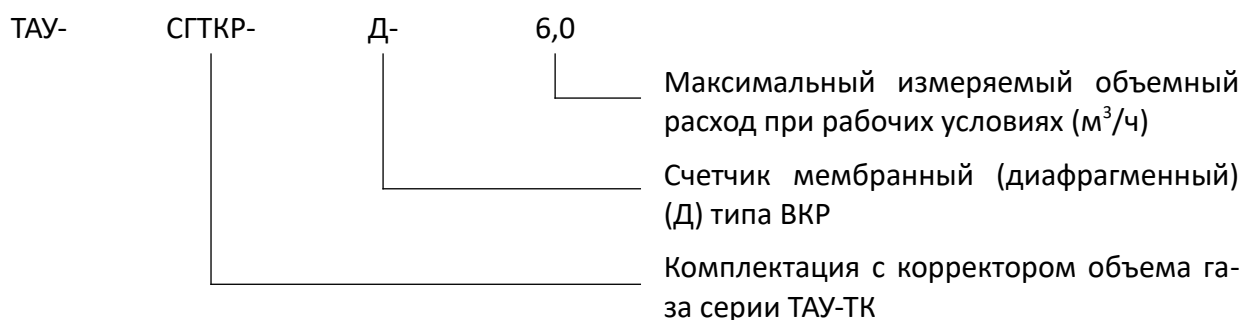 ТАУ- СГТКР- Д- 6,0
Максимальный измеряемый объемный
расход при рабочих условиях (м³/ч)
Счетчик мембранный (диафрагменный)
(Д) типа ВКР
Комплектация с корректором объема га-
за серии ТАУ-ТК